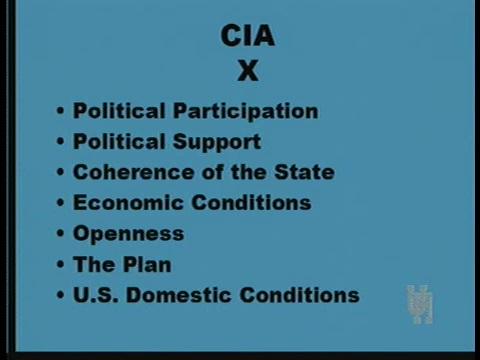 CIA
X
• Political Participation
• Political Support
• Coherence of the State
• Economic Conditions
• Openness
• The Plan
• U.S. Domestic Conditions